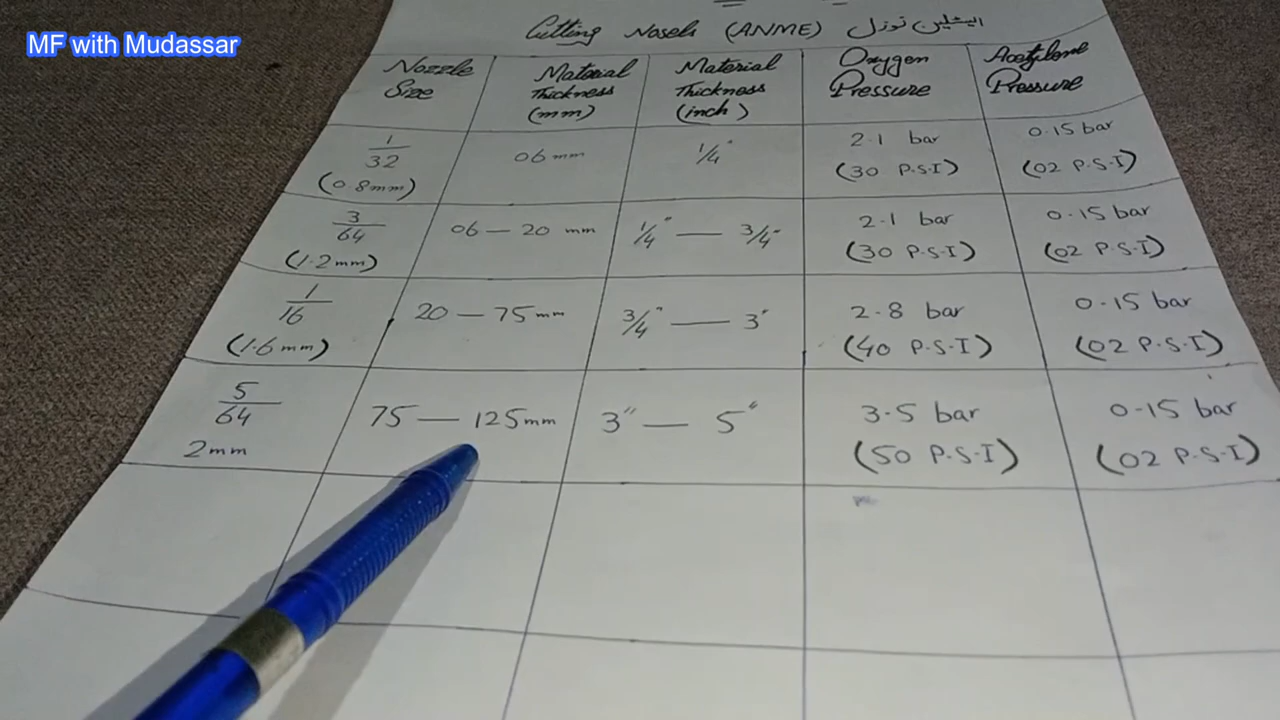 MF with Mudassar
Cutting Nosels (ANME)
Nozzle Size
Material Thickness (mm)
Material Thickness (inch)
Oxygen Pressure
Acetylene Pressure
1/32 (0.8mm)
06 mm
1/4"
2.1 bar (30 P.S.I)
0.15 bar (02 P.S.I)
3/64 (1.2mm)
06 — 20 mm
1/4" — 3/4"
2.1 bar (30 P.S.I)
0.15 bar (02 P.S.I)
1/16 (1.6mm)
20 — 75mm
3/4" — 3"
2.8 bar (40 P.S.I)
0.15 bar (02 P.S.I)
5/64 2mm
75 — 125mm
3" — 5"
3.5 bar (50 P.S.I)
0.15 bar (02 P.S.I)